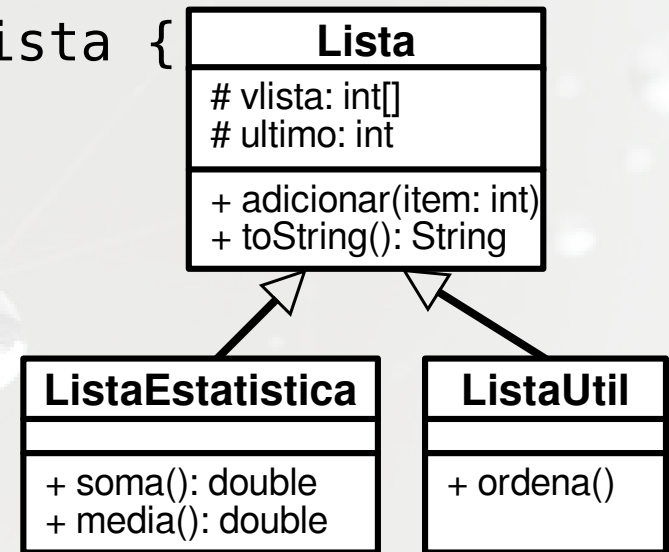 ista {
Lista
# vlista: int[]
# ultimo: int
+ adicionar(item: int)
+ toString(): String
ListaEstatistica
+ soma(): double
+ media(): double
ListaUtil
+ ordena()